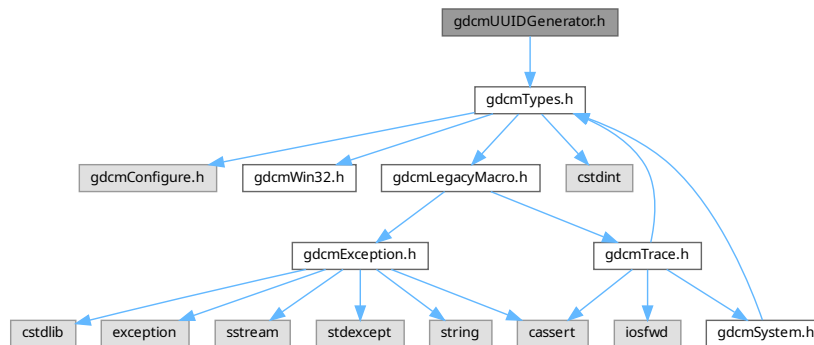 gdcmUUIDGenerator.h
gdcmTypes.h
gdcmConfigure.h
gdcmWin32.h
gdcmLegacyMacro.h
cstdint
gdcmException.h
gdcmTrace.h
cstdlib
exception
sstream
stdexcept
string
cassert
iosfwd
gdcmSystem.h